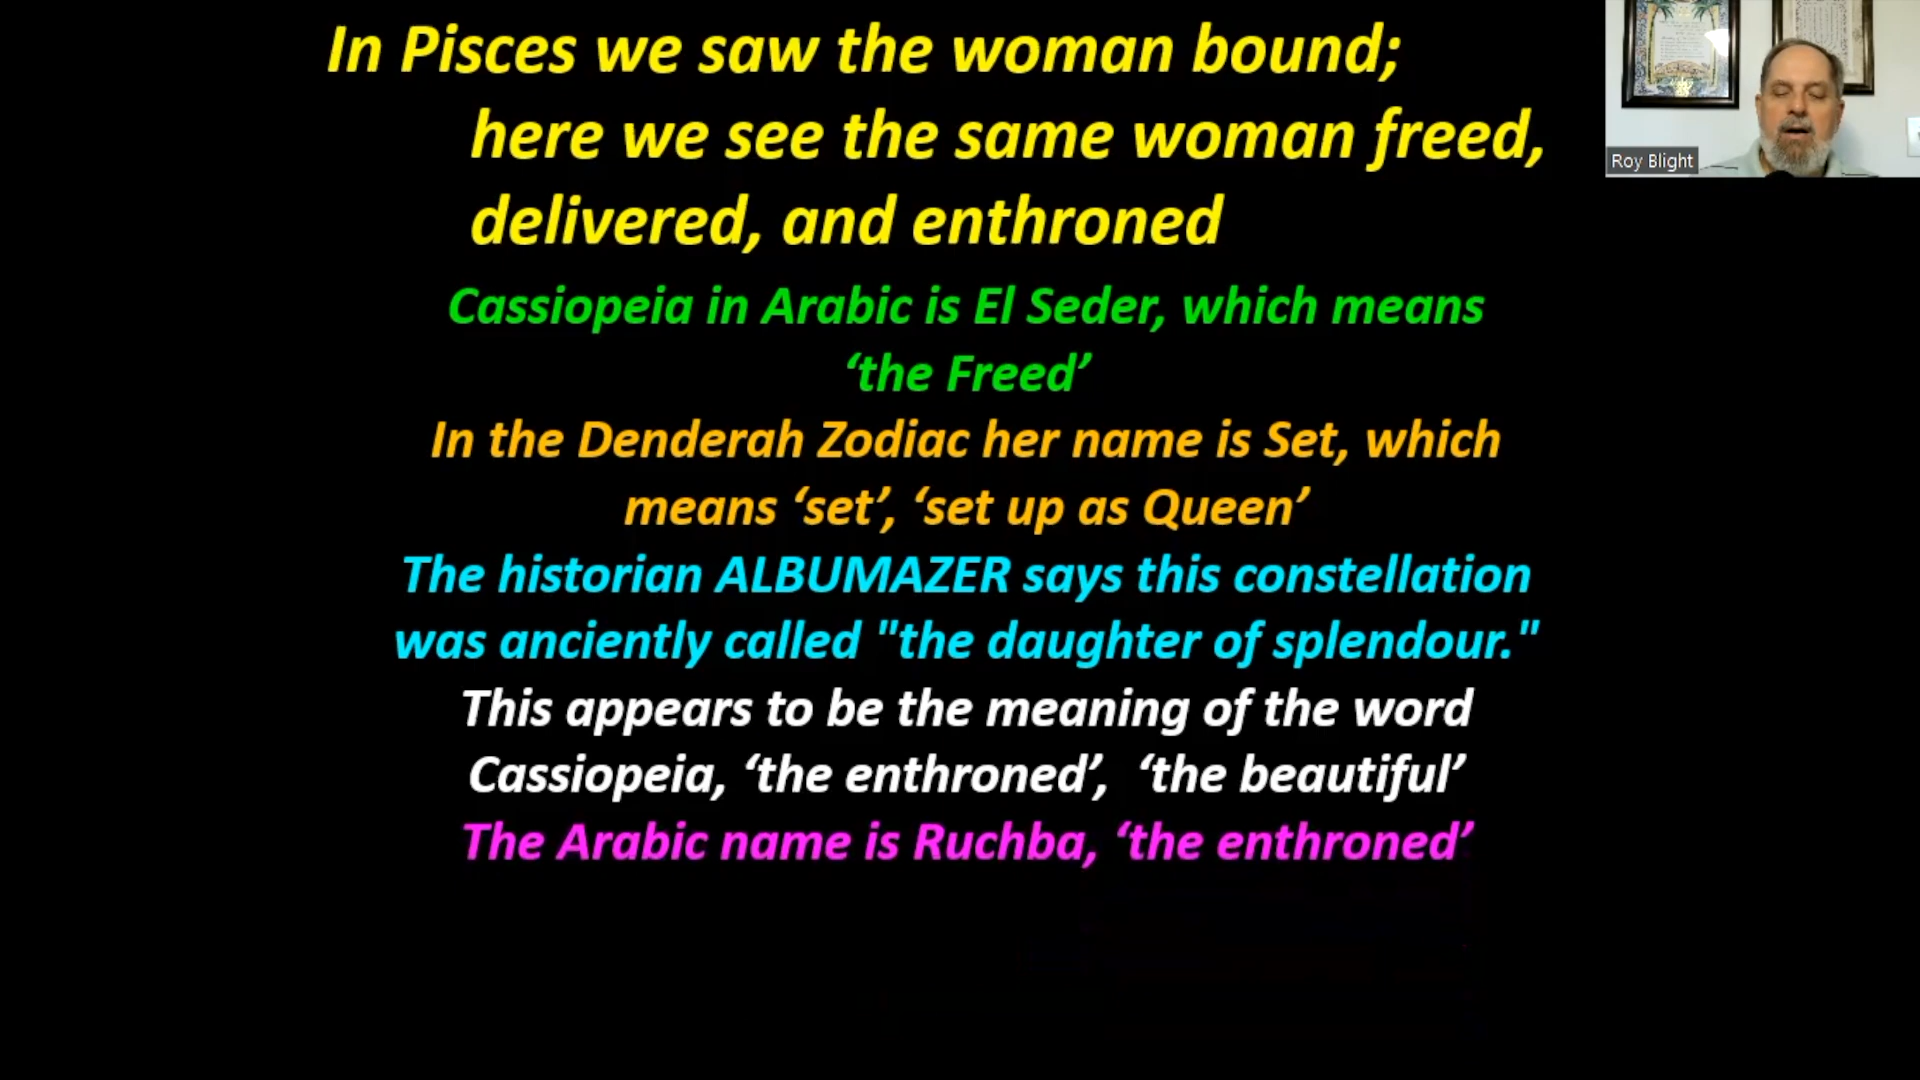 In Pisces we saw the woman bound;
here we see the same woman freed,
delivered, and enthroned
Cassiopeia in Arabic is El Seder, which means
‘the Freed’
In the Denderah Zodiac her name is Set, which
means ‘set’, ‘set up as Queen’
The historian ALBUMAZER says this constellation
was anciently called "the daughter of splendour."
This appears to be the meaning of the word
Cassiopeia, ‘the enthroned’, ‘the beautiful’
The Arabic name is Ruchba, ‘the enthroned’
Roy Blight